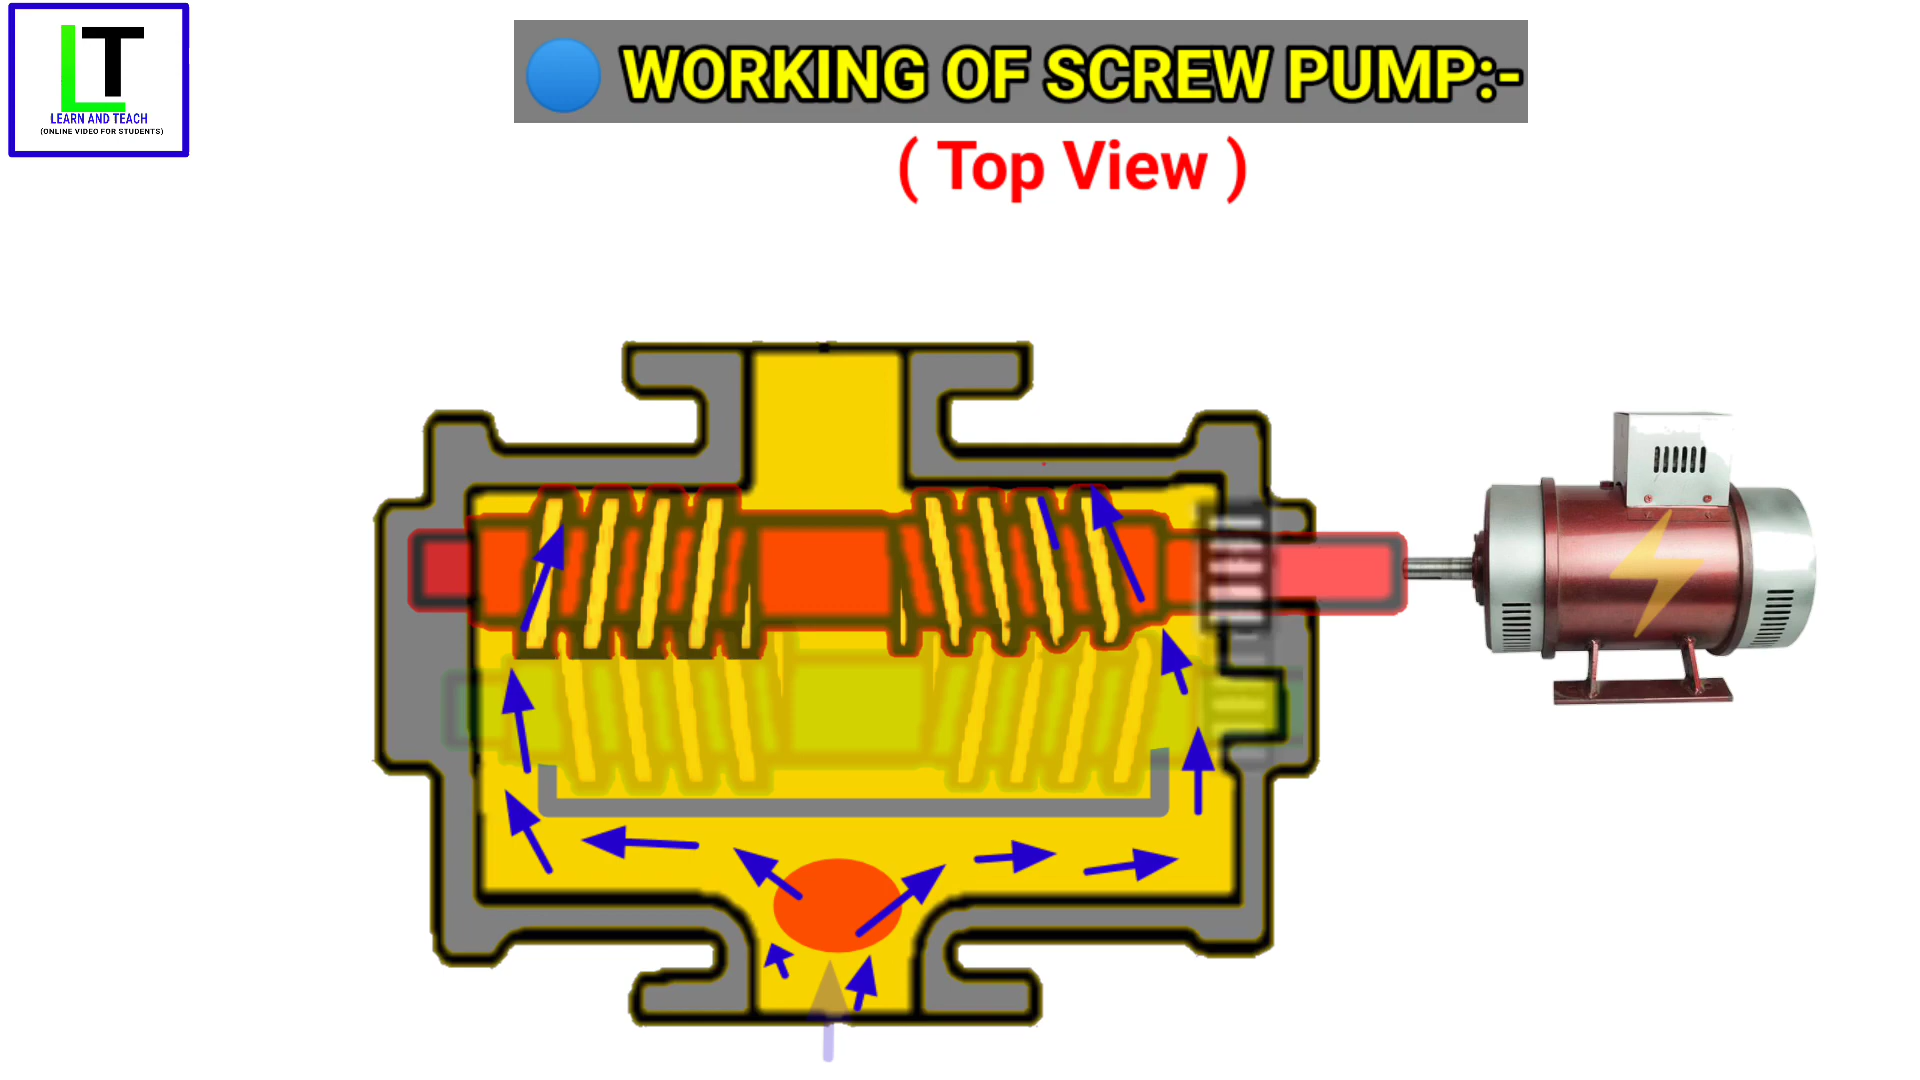 LT
LEARN AND TEACH
(ONLINE VIDEO FOR STUDENTS)
WORKING OF SCREW PUMP:-
( Top View )